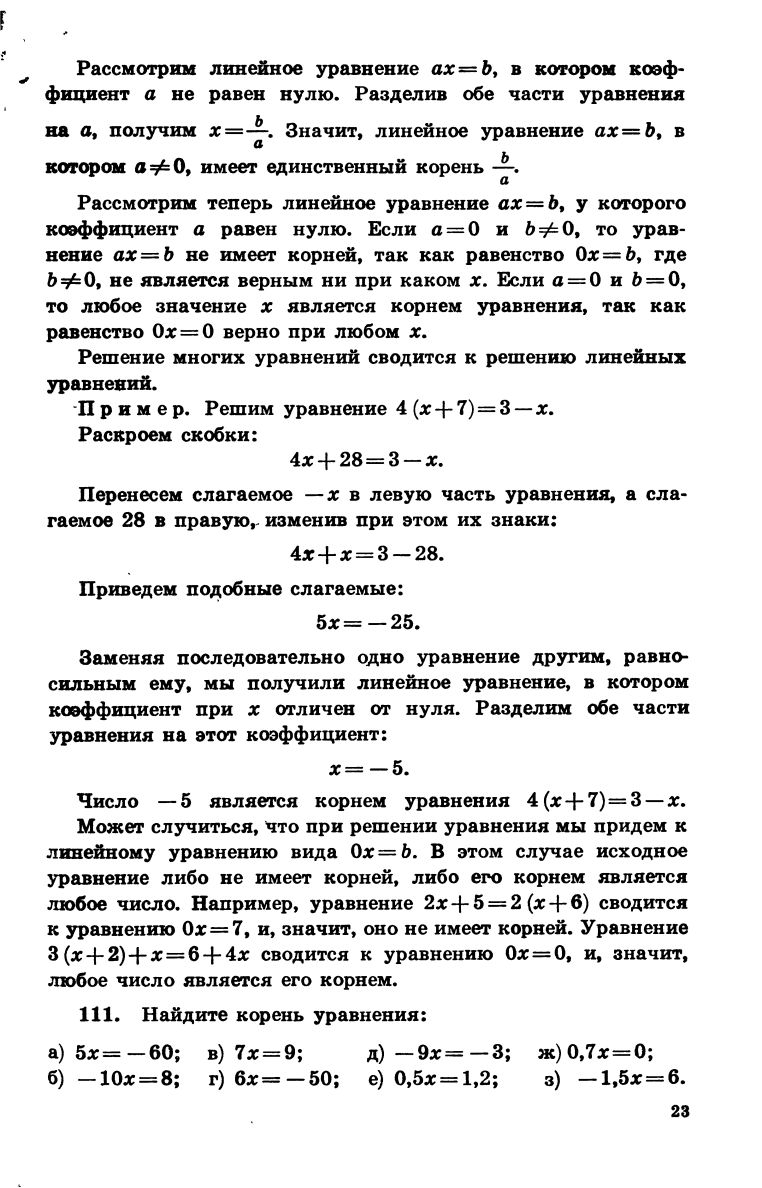 Рассмотрим линейное уравнение ax=b, в котором коэф-
фициент a не равен нулю. Разделив обе части уравнения
на a, получим x=b/a. Значит, линейное уравнение ax=b, в
котором a≠0, имеет единственный корень b/a.
Рассмотрим теперь линейное уравнение ax=b, у которого
коэффициент a равен нулю. Если a=0 и b≠0, то урав-
нение ax=b не имеет корней, так как равенство 0x=b, где
b≠0, не является верным ни при каком x. Если a=0 и b=0,
то любое значение x является корнем уравнения, так как
равенство 0x=0 верно при любом x.
Решение многих уравнений сводится к решению линейных
уравнений.
Пример. Решим уравнение 4(x+7)=3—x.
Раскроем скобки:
4x+28=3—x.
Перенесем слагаемое —x в левую часть уравнения, а сла-
гаемое 28 в правую, изменив при этом их знаки:
4x+x=3—28.
Приведем подобные слагаемые:
5x=—25.
Заменяя последовательно одно уравнение другим, равно-
сильным ему, мы получили линейное уравнение, в котором
коэффициент при x отличен от нуля. Разделим обе части
уравнения на этот коэффициент:
x=—5.
Число —5 является корнем уравнения 4(x+7)=3—x.
Может случиться, что при решении уравнения мы придем к
линейному уравнению вида 0x=b. В этом случае исходное
уравнение либо не имеет корней, либо его корнем является
любое число. Например, уравнение 2x+5=2(x+6) сводится
к уравнению 0x=7, и, значит, оно не имеет корней. Уравнение
3(x+2)+x=6+4x сводится к уравнению 0x=0, и, значит,
любое число является его корнем.
111. Найдите корень уравнения:
а) 5x=—60; в) 7x=9; д) —9x=—3; ж) 0,7x=0;
б) —10x=8; г) 6x=—50; е) 0,5x=1,2; з) —1,5x=6.
23